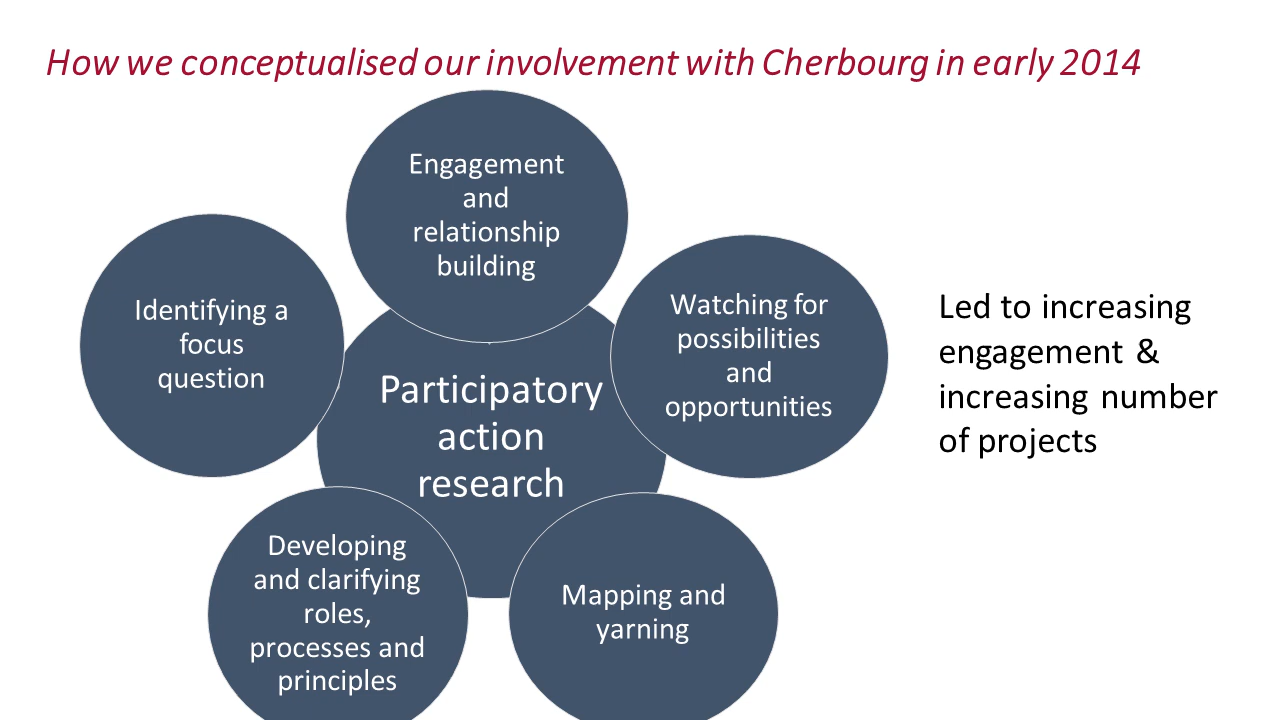 How we conceptualised our involvement with Cherbourg in early 2014
Engagement
and
relationship
building
Identifying a
focus
question
Watching for
possibilities
and
opportunities
Participatory
action
research
Led to increasing
engagement &
increasing number
of projects
Developing
and clarifying
roles,
processes and
principles
Mapping and
yarning